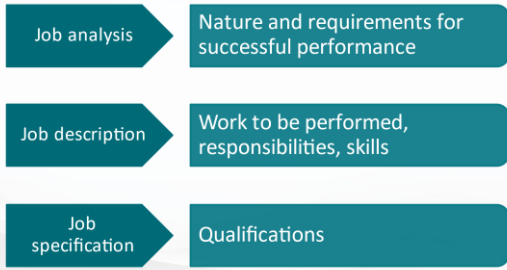 Job analysis
Nature and requirements for
successful performance
Job description
Work to be performed,
responsibilities, skills
Job
specification
Qualifications